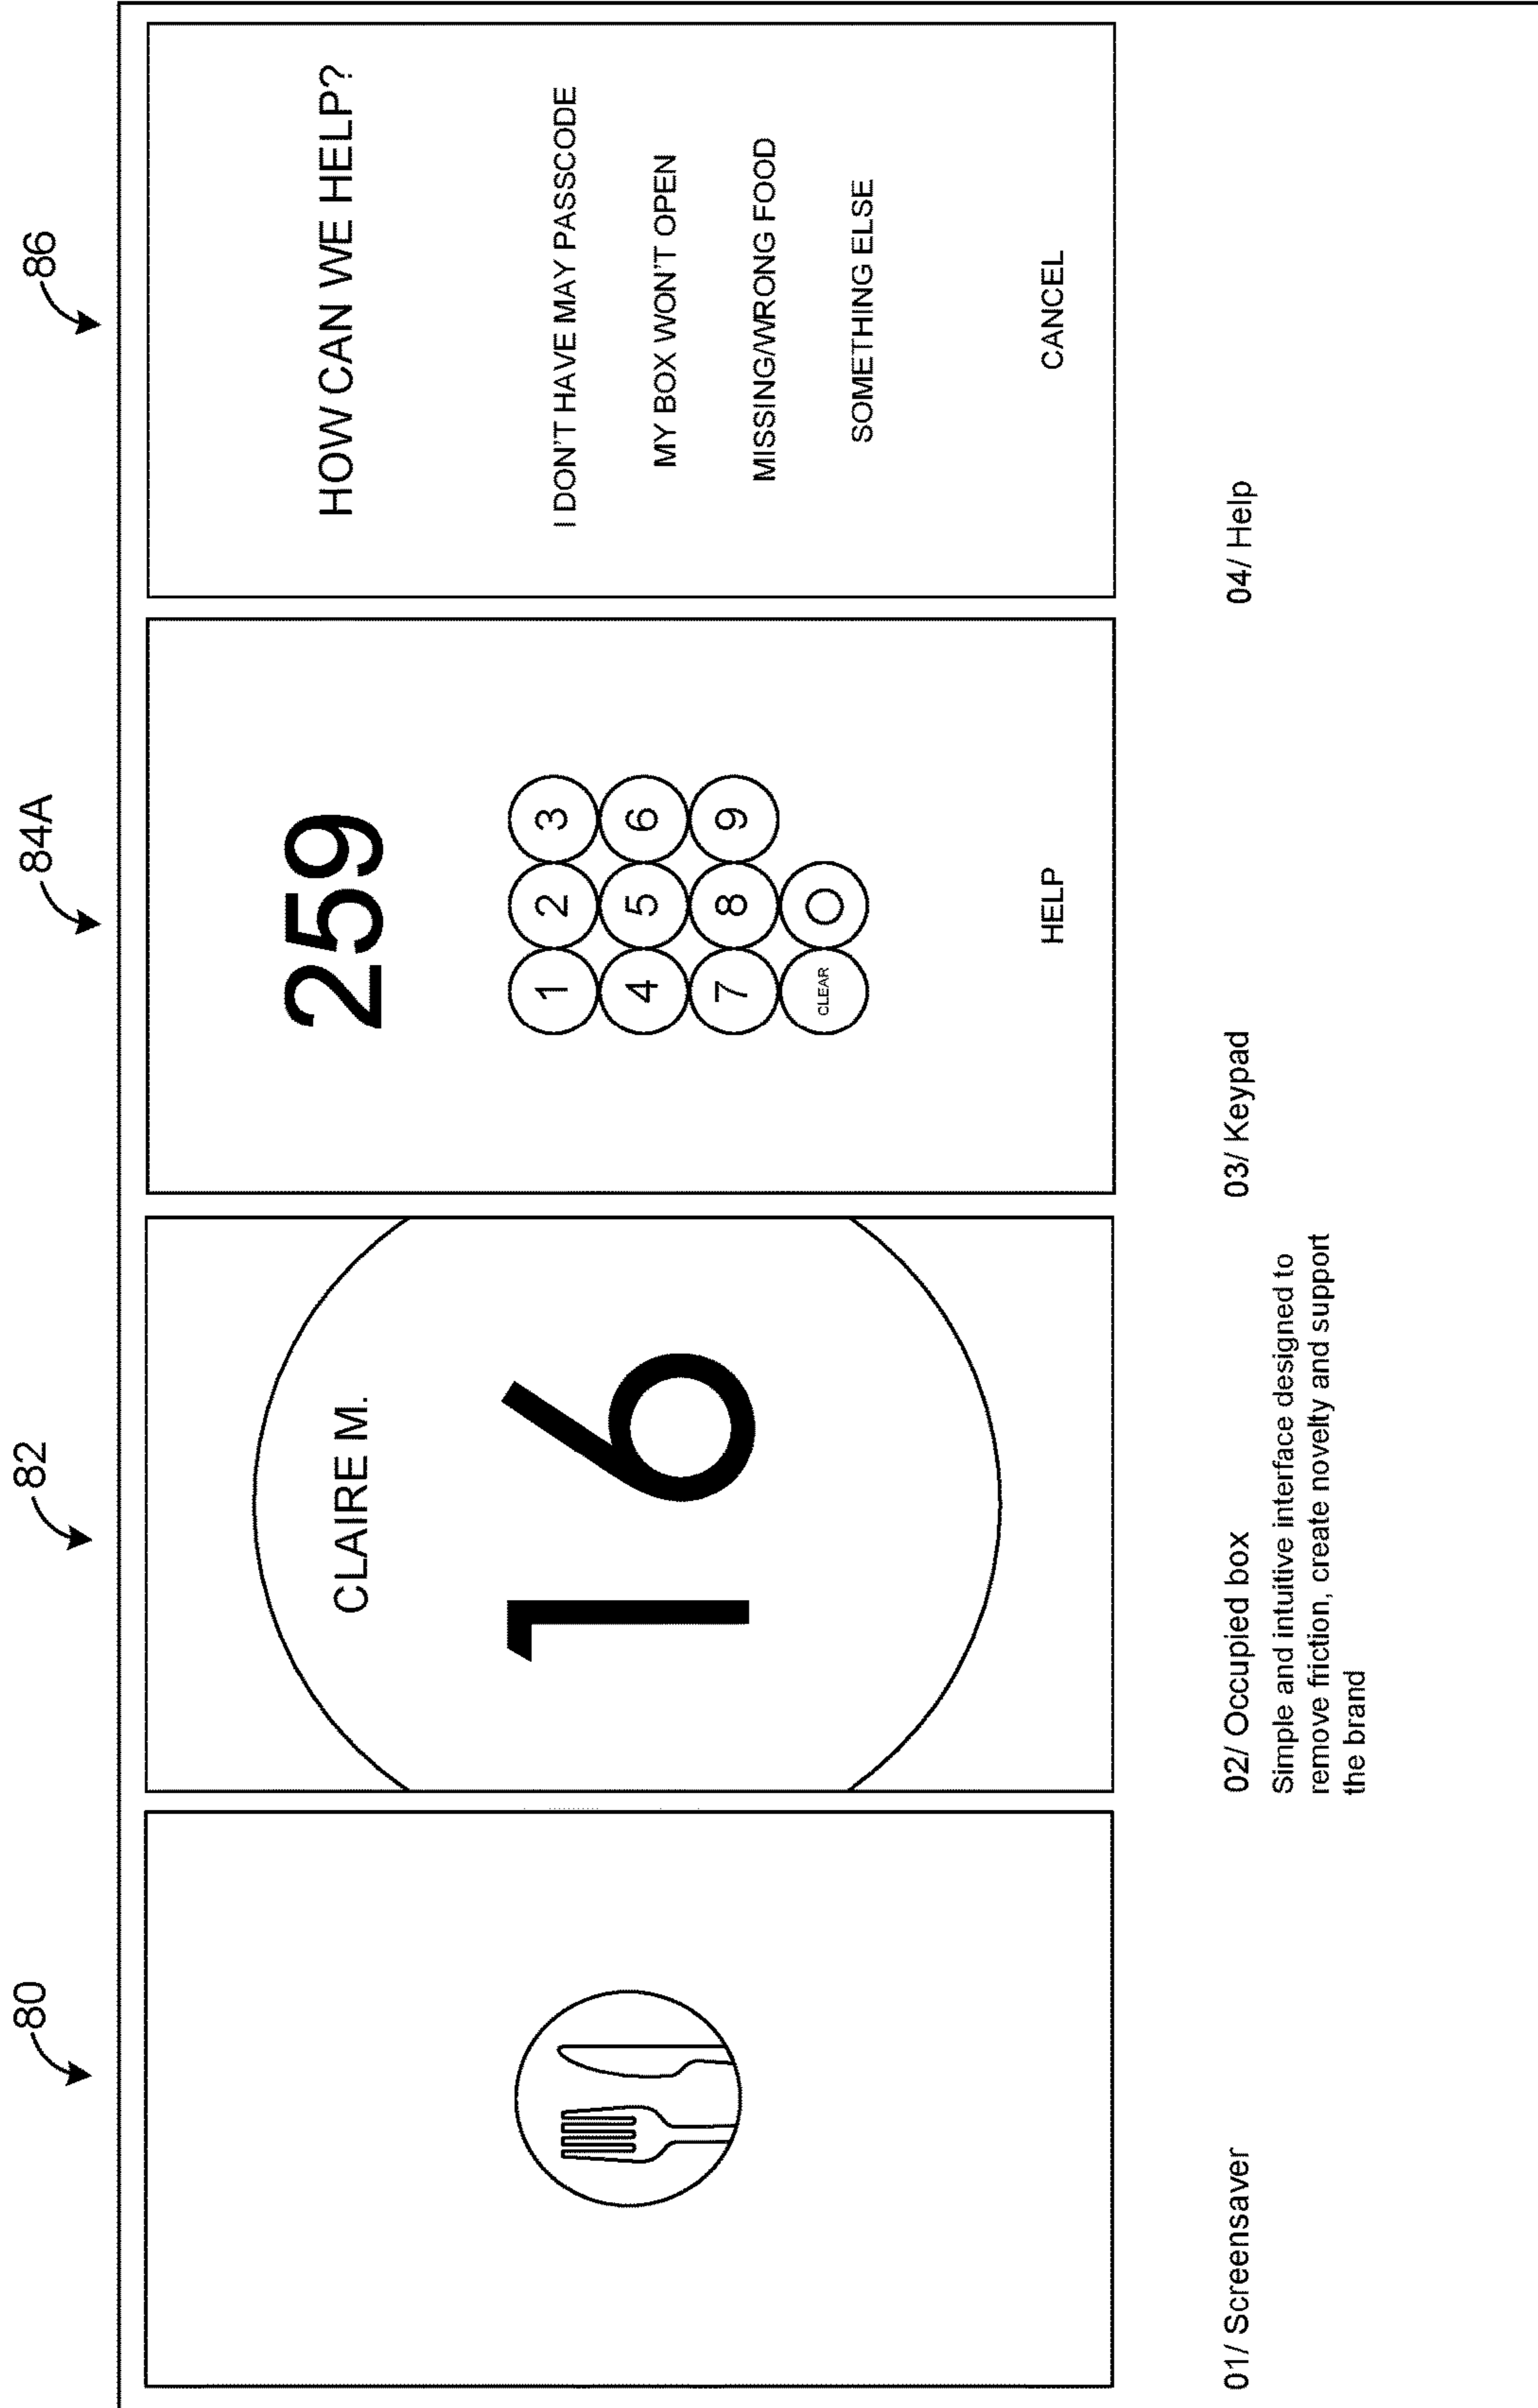 80
82
84A
86
CLAIRE M.
16
259
1 2 3
4 5 6
7 8 9
CLEAR 0
HELP
HOW CAN WE HELP?
I DON'T HAVE MAY PASSCODE
MY BOX WON'T OPEN
MISSING/WRONG FOOD
SOMETHING ELSE
CANCEL
01/ Screensaver
02/ Occupied box
Simple and intuitive interface designed to
remove friction, create novelty and support
the brand
03/ Keypad
04/ Help